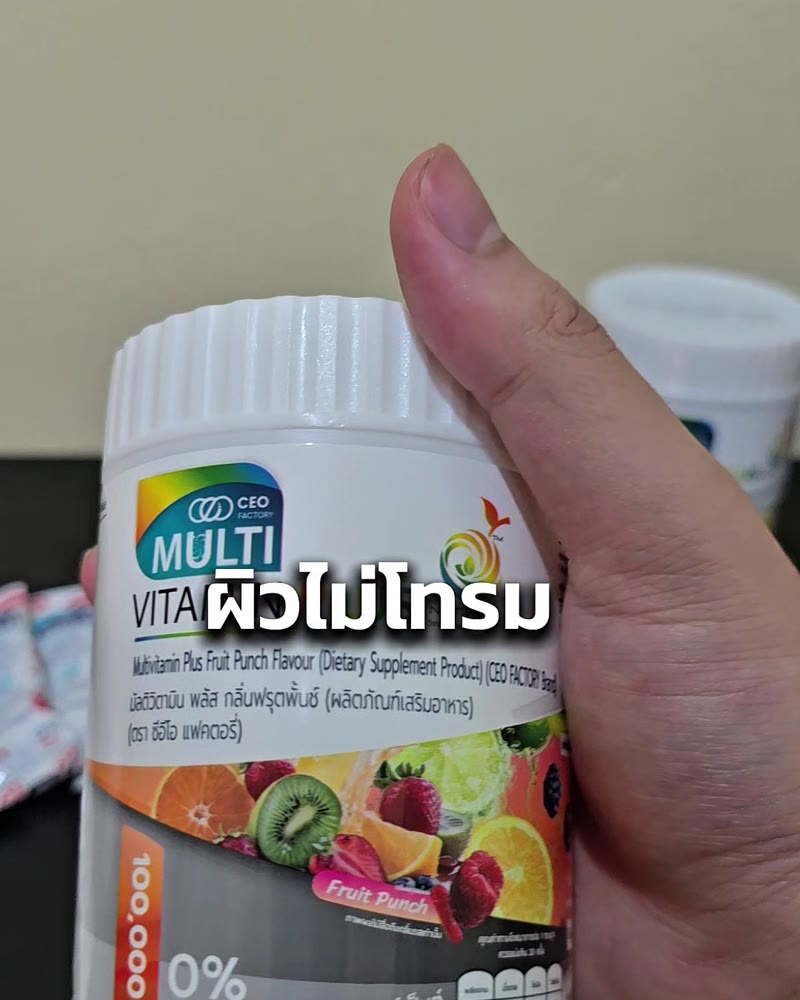 CEO
FACTORY
MULTI
VITAMIN
ผิวไม่โทรม
Multivitamin Plus Fruit Punch Flavour (Dietary Supplement Product) (CEO FACTORY Brand)
มัลติวิตามิน พลัส กลิ่นฟรุตพั้นช์ (ผลิตภัณฑ์เสริมอาหาร)
(ตรา ซีอีโอ แฟคตอรี่)
Fruit Punch
100,000
0%